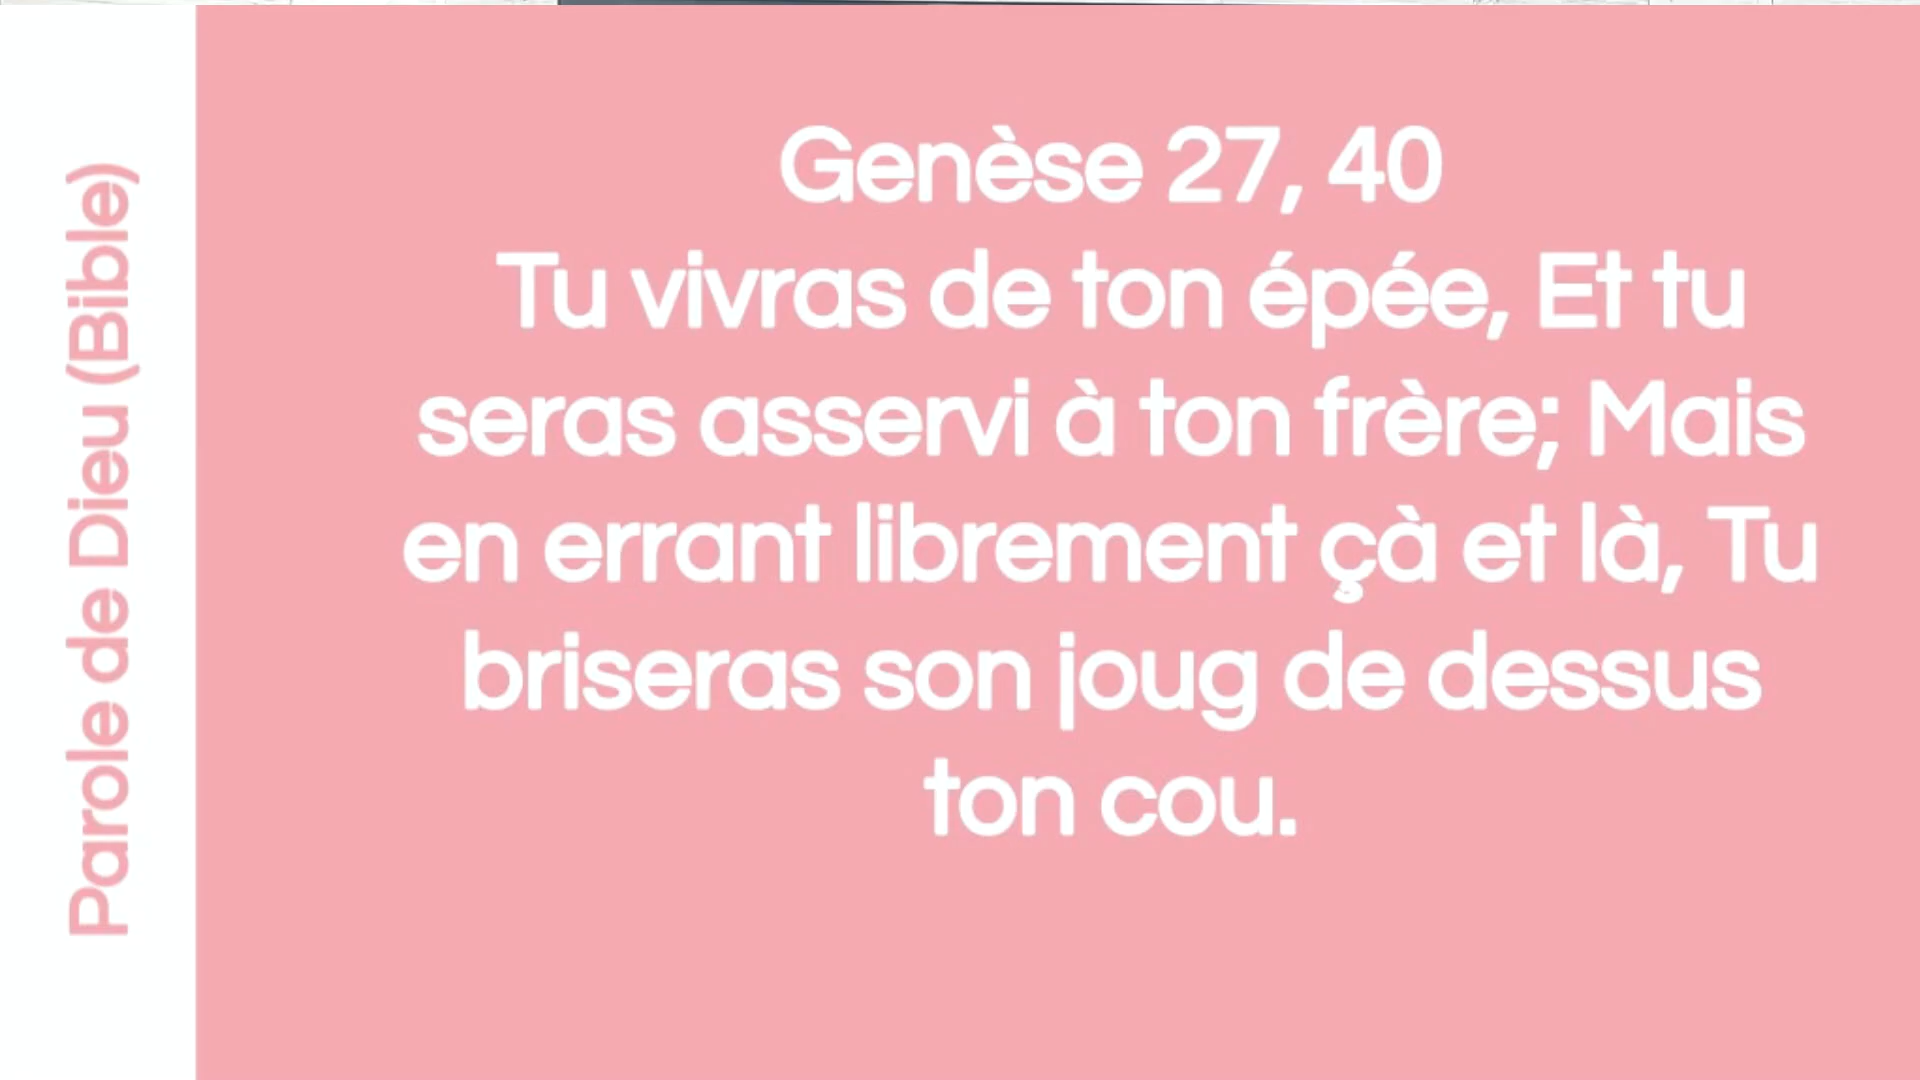 Parole de Dieu (Bible)
Genèse 27, 40
Tu vivras de ton épée, Et tu
seras asservi à ton frère; Mais
en errant librement çà et là, Tu
briseras son joug de dessus
ton cou.